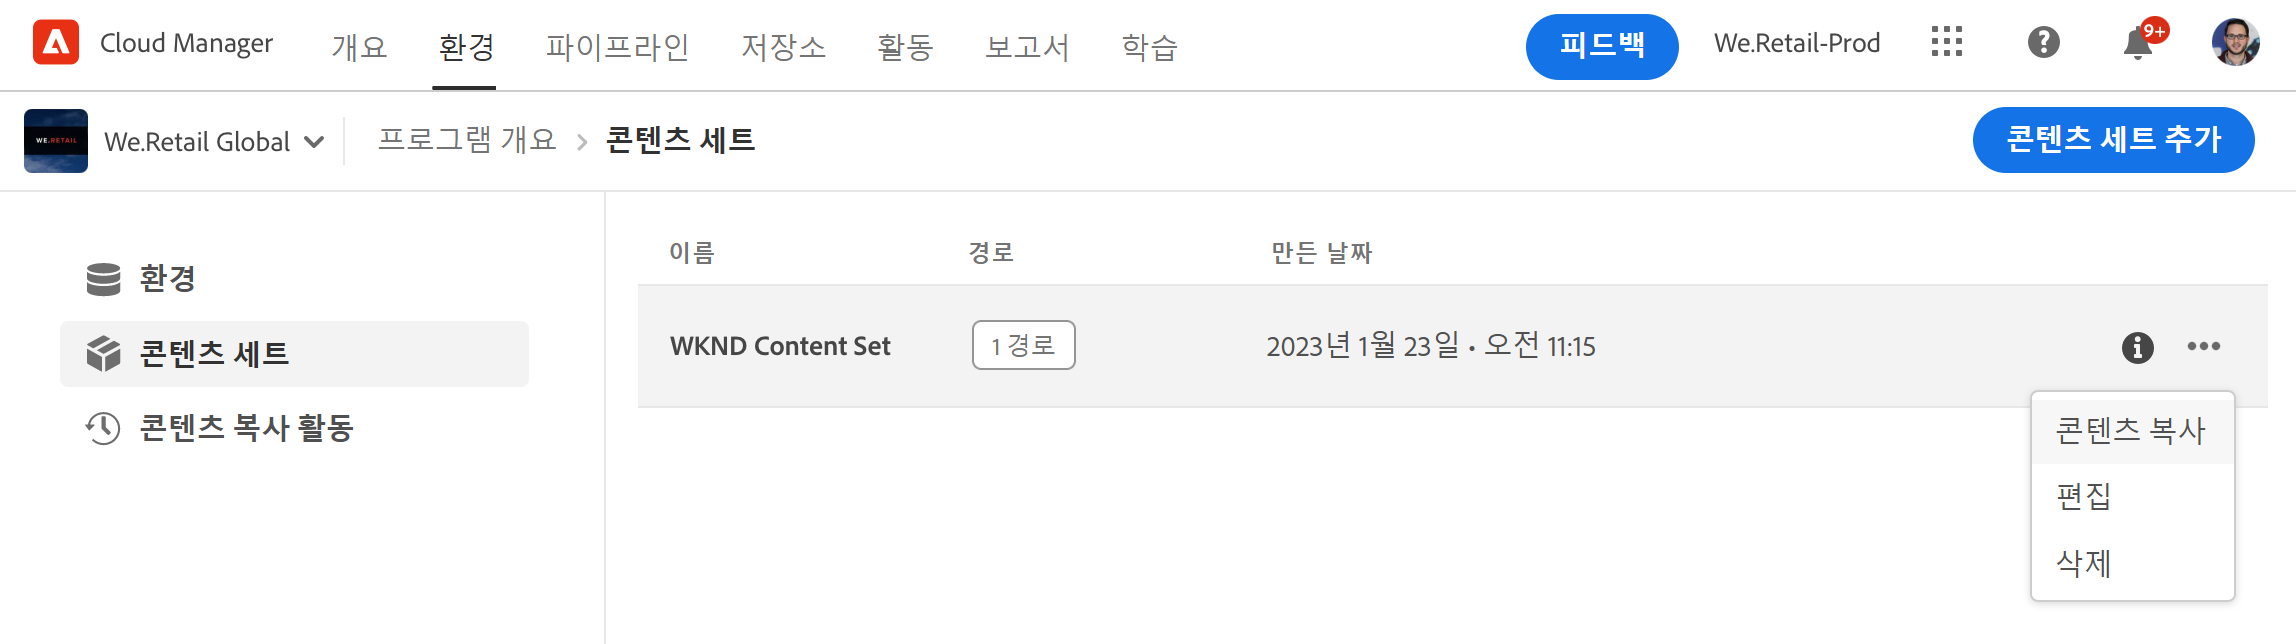 Cloud Manager 개요 환경 파이프라인 저장소 활동 보고서 학습 피드백 We.Retail-Prod 9+
WE.RETAIL We.Retail Global 프로그램 개요 콘텐츠 세트 콘텐츠 세트 추가
환경
콘텐츠 세트
콘텐츠 복사 활동
이름 경로 만든 날짜
WKND Content Set 1 경로 2023년 1월 23일 • 오전 11:15
콘텐츠 복사
편집
삭제